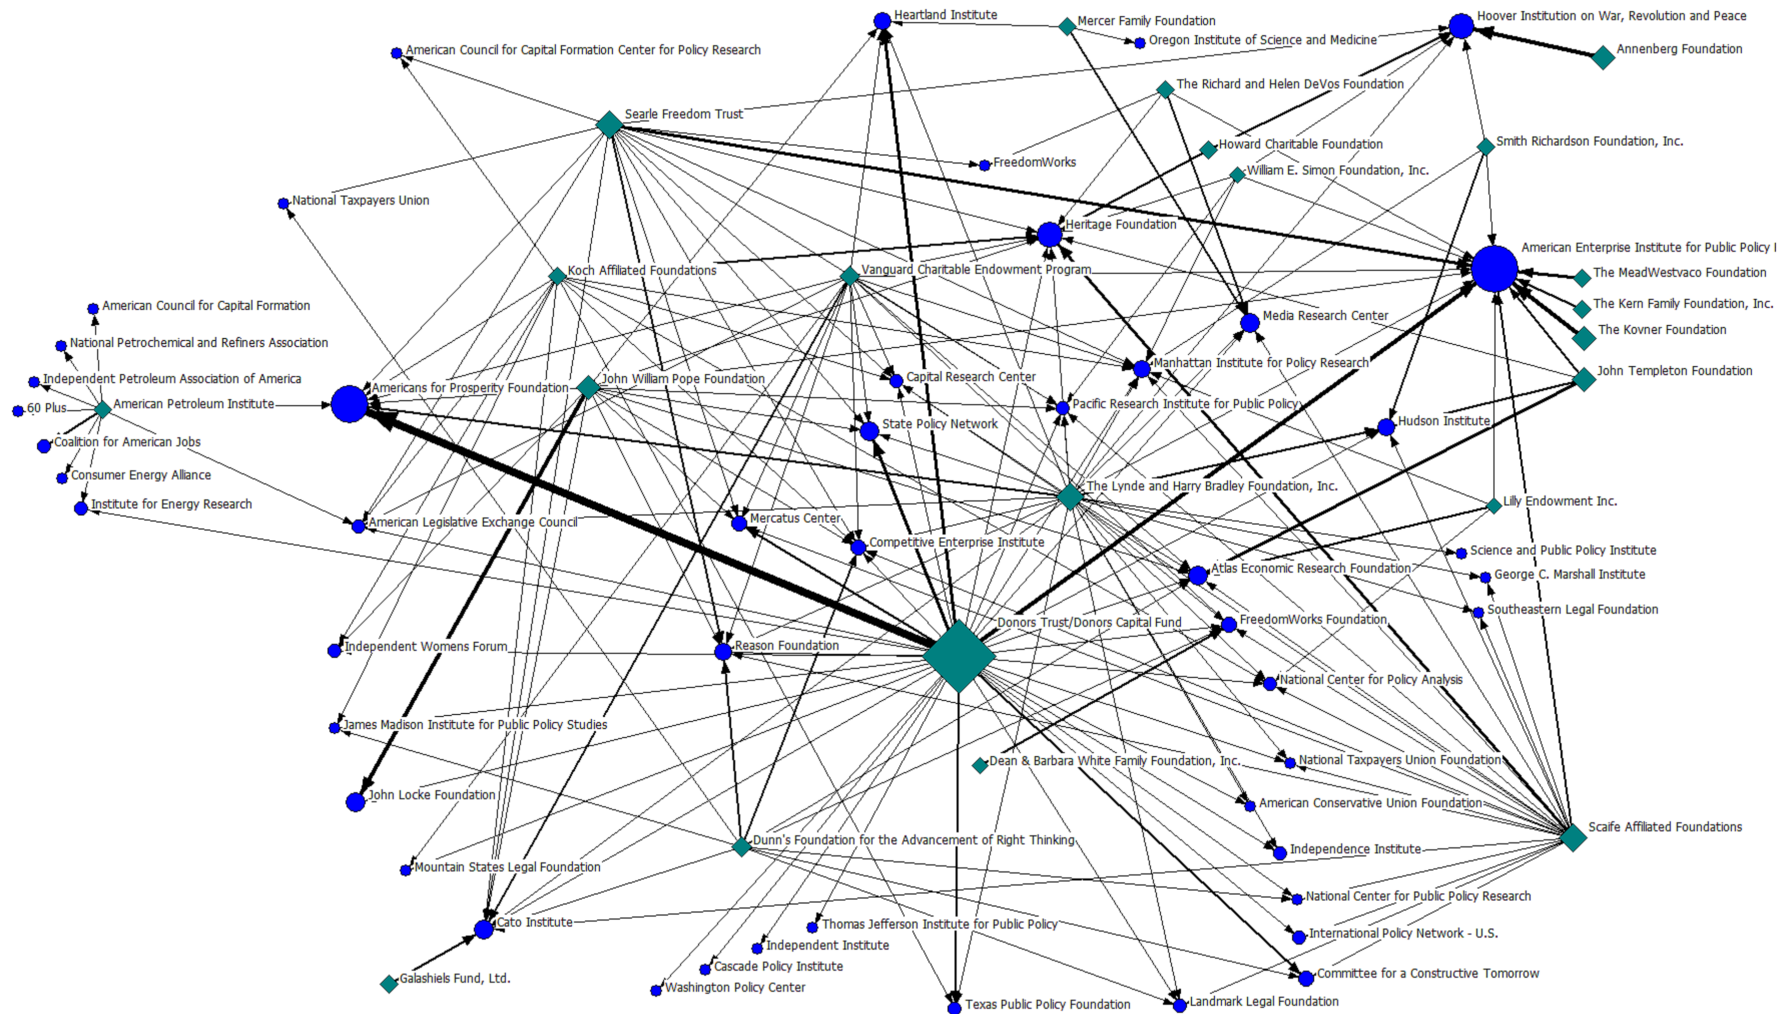 Heartland Institute
Mercer Family Foundation
Hoover Institution on War, Revolution and Peace
Oregon Institute of Science and Medicine
American Council for Capital Formation Center for Policy Research
Annenberg Foundation
The Richard and Helen DeVos Foundation
Searle Freedom Trust
Howard Charitable Foundation
Smith Richardson Foundation, Inc.
FreedomWorks
William E. Simon Foundation, Inc.
National Taxpayers Union
Heritage Foundation
American Enterprise Institute for Public Policy
Koch Affiliated Foundations
Vanguard Charitable Endowment Program
The MeadWestvaco Foundation
American Council for Capital Formation
The Kern Family Foundation, Inc.
Media Research Center
The Kovner Foundation
National Petrochemical and Refiners Association
Manhattan Institute for Policy Research
John Templeton Foundation
Independent Petroleum Association of America
John William Pope Foundation
Capital Research Center
Americans for Prosperity Foundation
60 Plus
American Petroleum Institute
Pacific Research Institute for Public Policy
Hudson Institute
State Policy Network
Coalition for American Jobs
Consumer Energy Alliance
The Lynde and Harry Bradley Foundation, Inc.
Institute for Energy Research
Lilly Endowment Inc.
American Legislative Exchange Council
Mercatus Center
Competitive Enterprise Institute
Science and Public Policy Institute
Atlas Economic Research Foundation
George C. Marshall Institute
Southeastern Legal Foundation
Donors Trust/Donors Capital Fund
FreedomWorks Foundation
Independent Womens Forum
Reason Foundation
National Center for Policy Analysis
James Madison Institute for Public Policy Studies
Dean & Barbara White Family Foundation, Inc.
National Taxpayers Union Foundation
John Locke Foundation
American Conservative Union Foundation
Scaife Affiliated Foundations
Dunn's Foundation for the Advancement of Right Thinking
Independence Institute
Mountain States Legal Foundation
National Center for Public Policy Research
Cato Institute
Thomas Jefferson Institute for Public Policy
International Policy Network - U.S.
Independent Institute
Cascade Policy Institute
Committee for a Constructive Tomorrow
Galashiels Fund, Ltd.
Washington Policy Center
Texas Public Policy Foundation
Landmark Legal Foundation